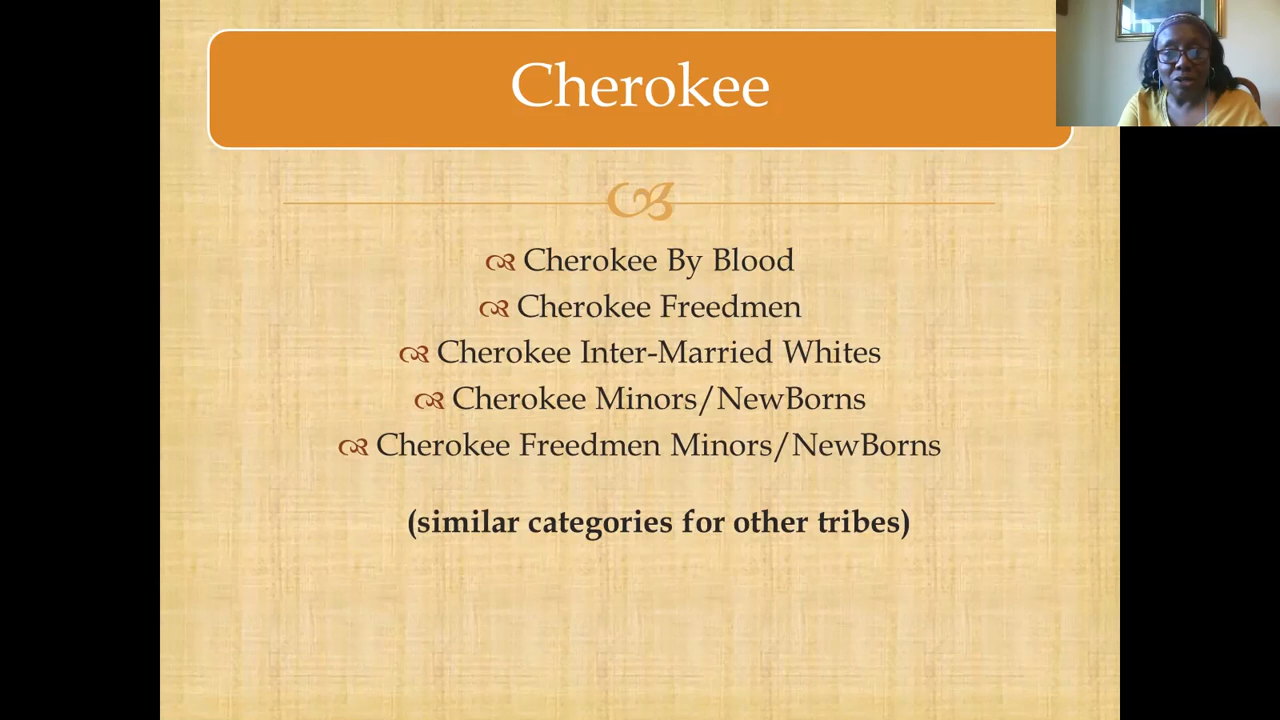 Cherokee
Cherokee By Blood
Cherokee Freedmen
Cherokee Inter-Married Whites
Cherokee Minors/NewBorns
Cherokee Freedmen Minors/NewBorns
(similar categories for other tribes)